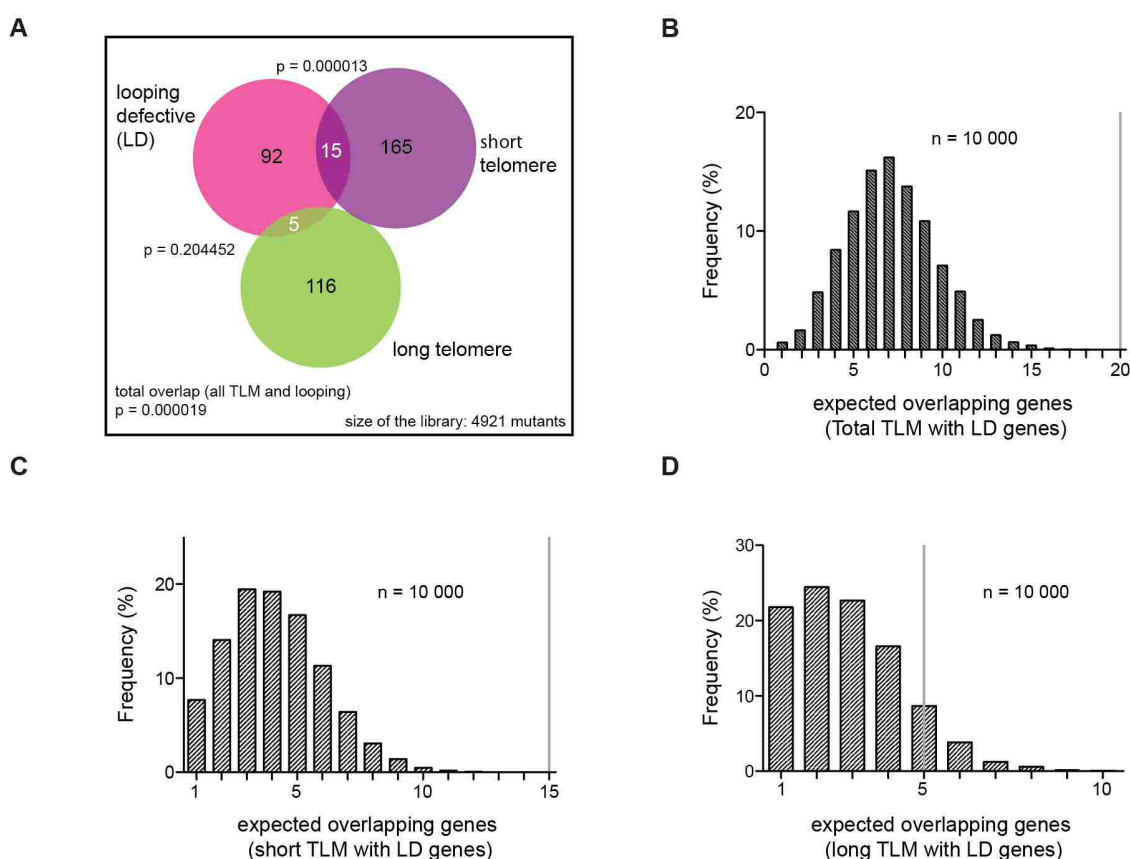 A
p = 0.000013
looping
defective
(LD)
92
15
165
short
telomere
5
p = 0.204452
116
long telomere
total overlap (all TLM and looping)
p = 0.000019
size of the library: 4921 mutants
B
Frequency (%)
20
10
0
n = 10 000
0
5
10
15
20
expected overlapping genes
(Total TLM with LD genes)
C
Frequency (%)
20
10
0
n = 10 000
1
5
10
15
expected overlapping genes
(short TLM with LD genes)
D
Frequency (%)
30
20
10
0
n = 10 000
1
5
10
expected overlapping genes
(long TLM with LD genes)